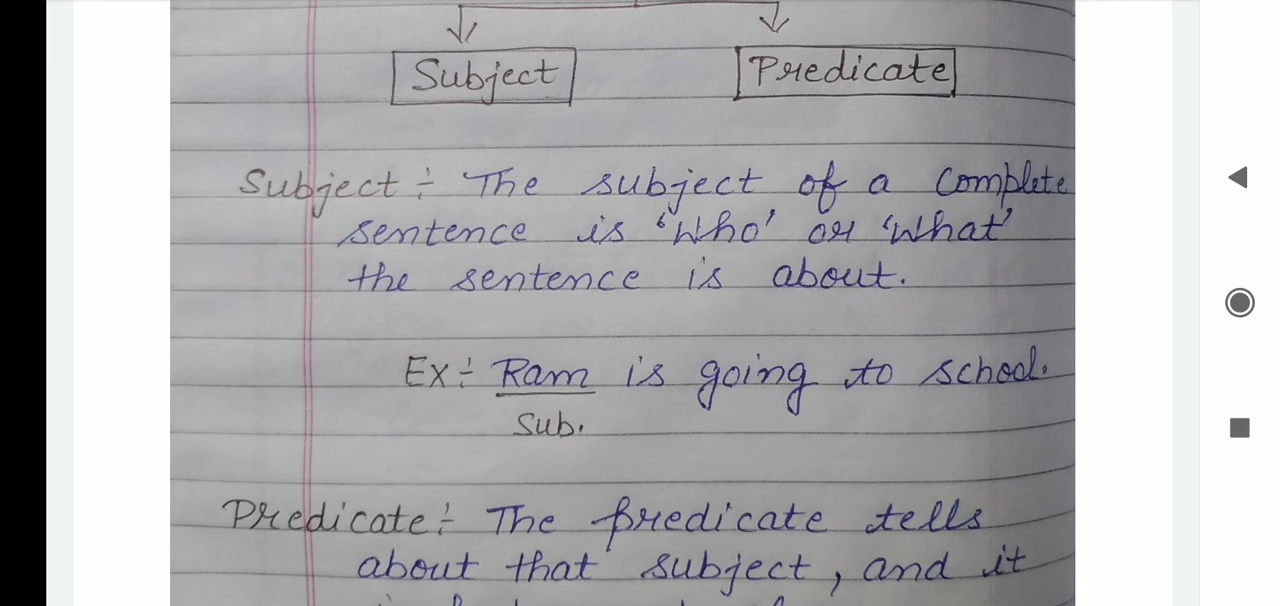 Subject Predicate
Subject ÷ The subject of a complete
sentence is 'Who' or 'What'
the sentence is about.
Ex ÷ Ram is going to school.
Sub.
Predicate ÷ The predicate tells
about that subject, and it